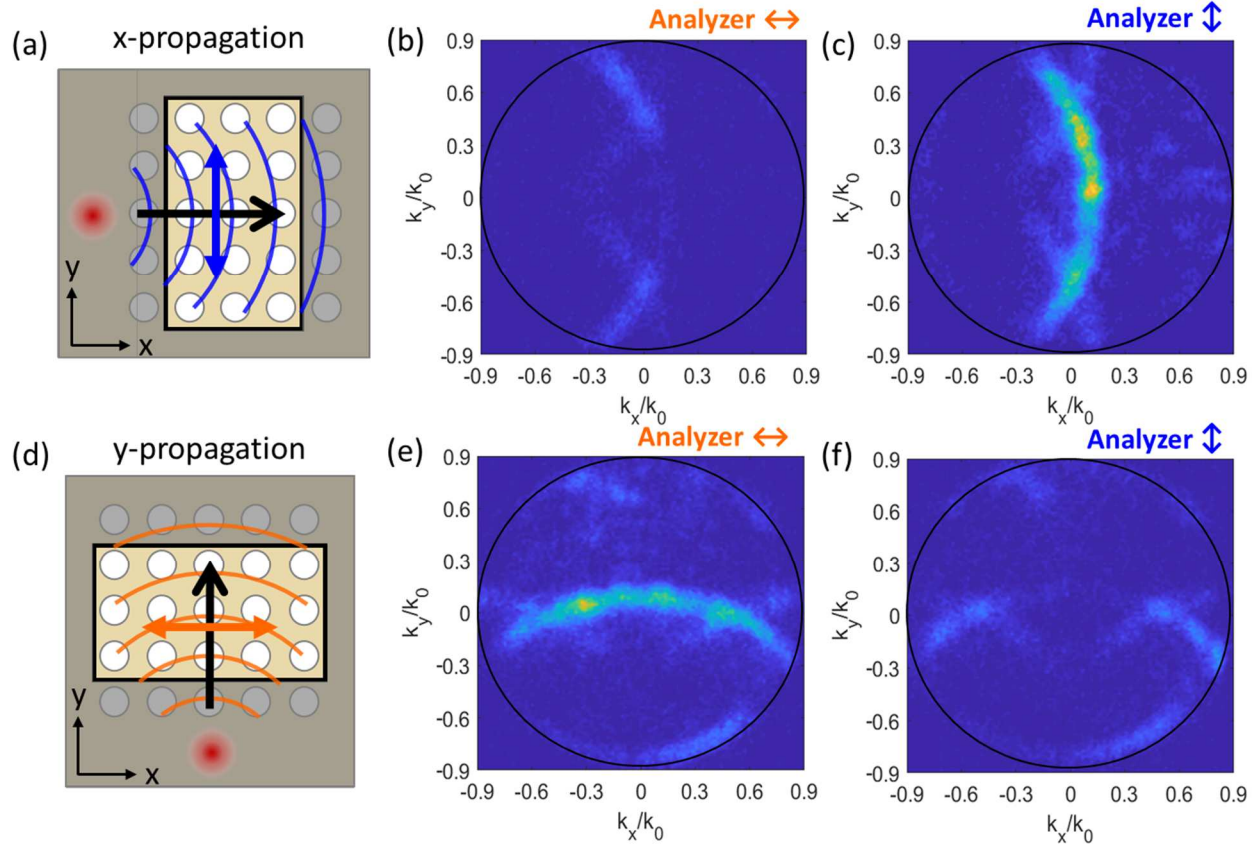 (a)
x-propagation
y
x
(b)
Analyzer ↔
k_y/k_0
0.9
0.6
0.3
0
-0.3
-0.6
-0.9
-0.9 -0.6 -0.3 0 0.3 0.6 0.9
k_x/k_0
(c)
Analyzer ↕
k_y/k_0
0.9
0.6
0.3
0
-0.3
-0.6
-0.9
-0.9 -0.6 -0.3 0 0.3 0.6 0.9
k_x/k_0
(d)
y-propagation
y
x
(e)
Analyzer ↔
k_y/k_0
0.9
0.6
0.3
0
-0.3
-0.6
-0.9
-0.9 -0.6 -0.3 0 0.3 0.6 0.9
k_x/k_0
(f)
Analyzer ↕
k_y/k_0
0.9
0.6
0.3
0
-0.3
-0.6
-0.9
-0.9 -0.6 -0.3 0 0.3 0.6 0.9
k_x/k_0